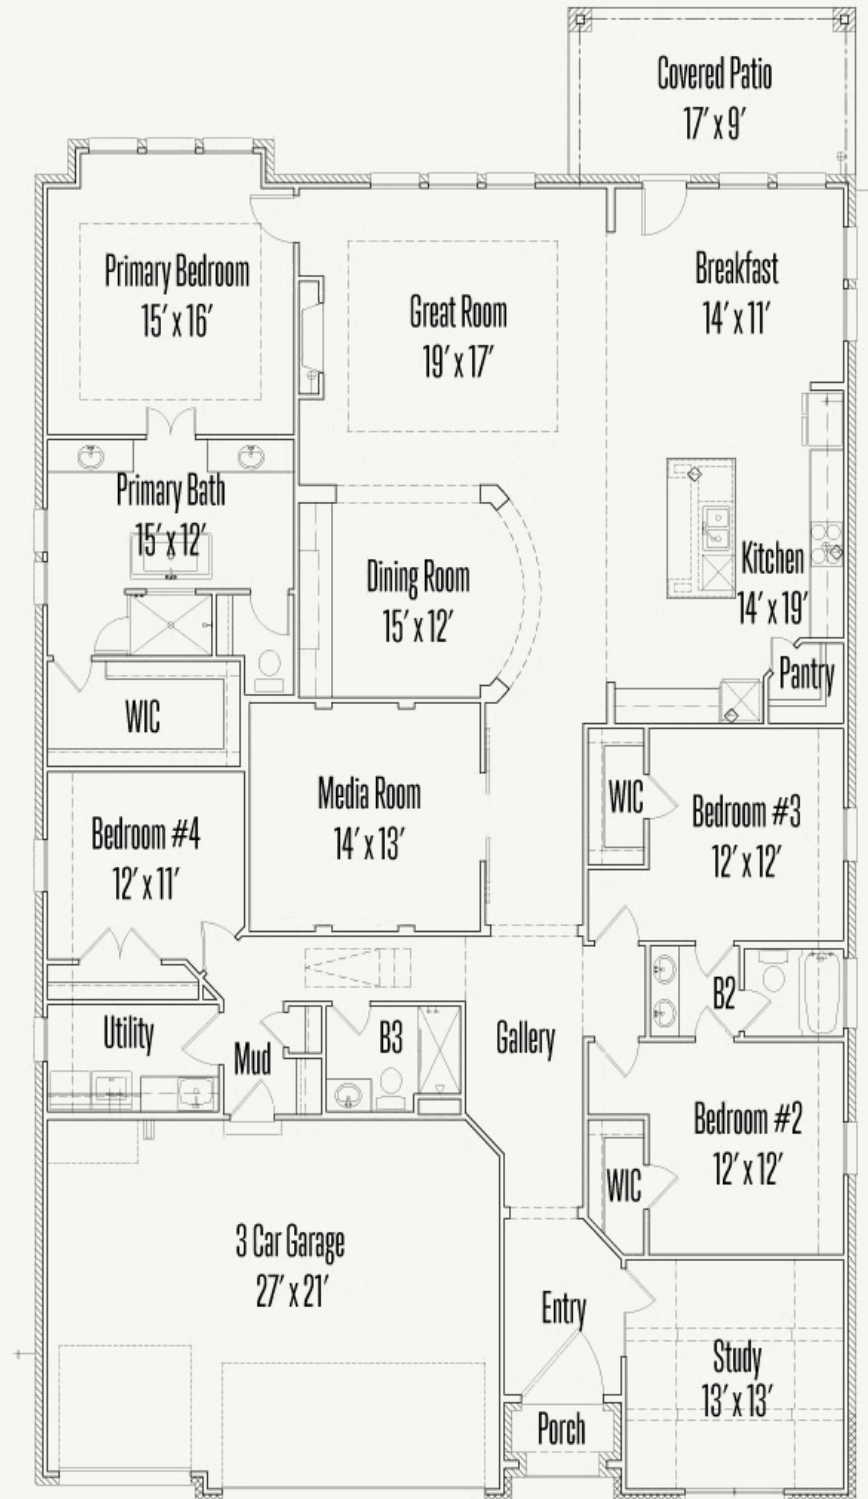 Covered Patio
17' x 9'
Primary Bedroom
15' x 16'
Great Room
19' x 17'
Breakfast
14' x 11'
Primary Bath
15' x 12'
Dining Room
15' x 12'
Kitchen
14' x 19'
Pantry
WIC
Media Room
14' x 13'
WIC
Bedroom #3
12' x 12'
Bedroom #4
12' x 11'
B2
Utility
Mud
B3
Gallery
Bedroom #2
12' x 12'
WIC
3 Car Garage
27' x 21'
Entry
Study
13' x 13'
Porch